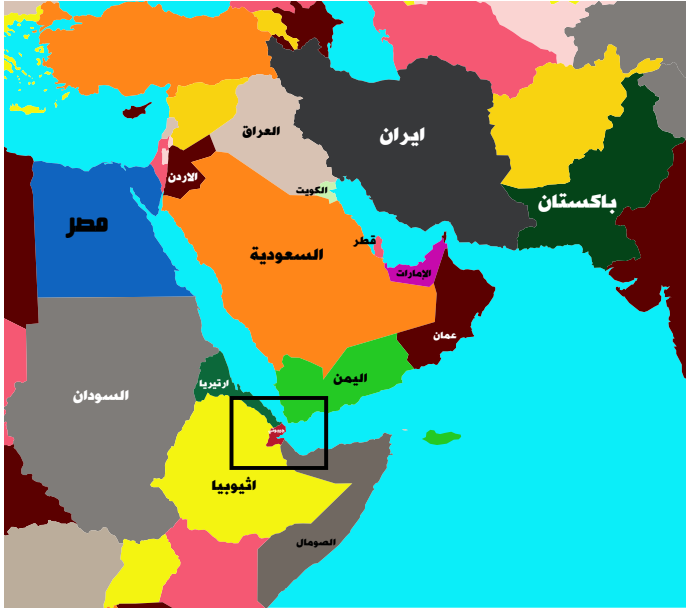 العراق
ايران
الاردن
الكويت
باكستان
مصر
قطر
السعودية
الإمارات
عمان
اليمن
ارتيريا
السودان
اثيوبيا
الصومال